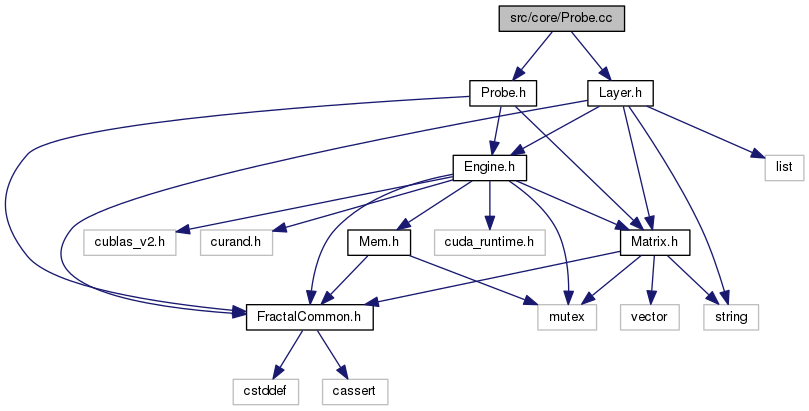 src/core/Probe.cc
Probe.h
Layer.h
Engine.h
list
cublas_v2.h
curand.h
Mem.h
cuda_runtime.h
Matrix.h
FractalCommon.h
mutex
vector
string
cstddef
cassert